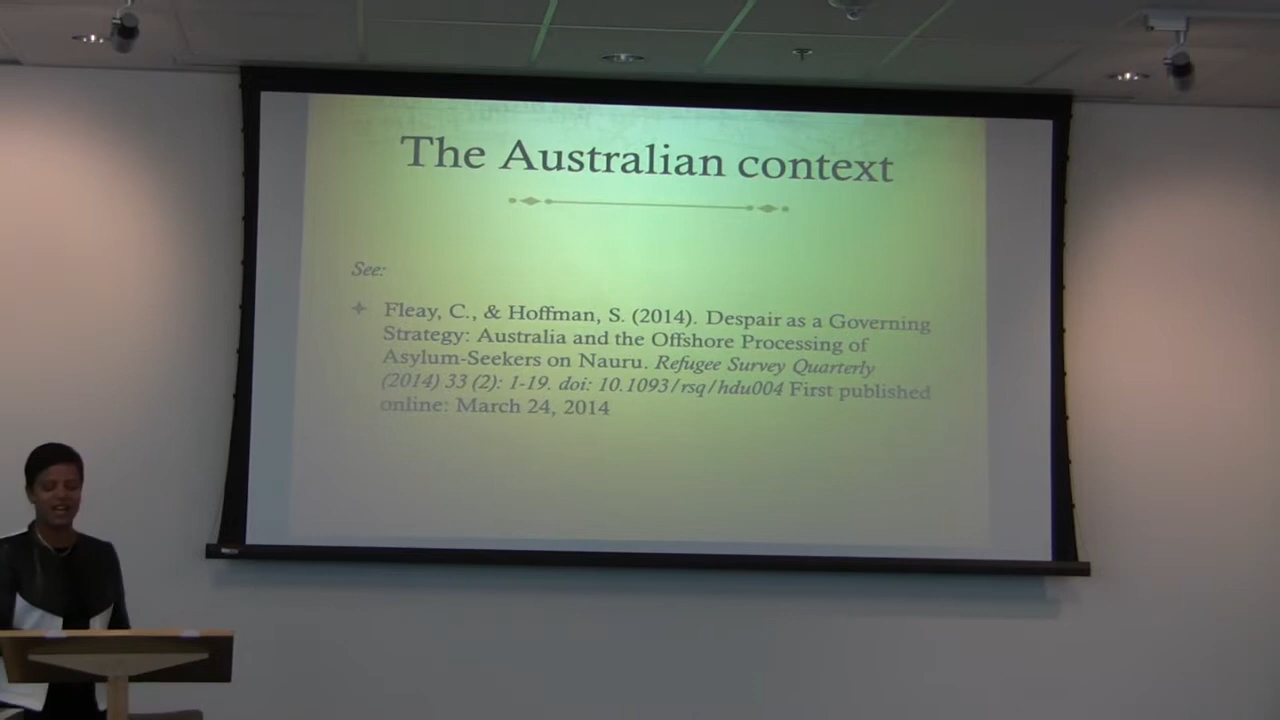 The Australian context
See:
Fleay, C., & Hoffman, S. (2014). Despair as a Governing
Strategy: Australia and the Offshore Processing of
Asylum-Seekers on Nauru. Refugee Survey Quarterly
(2014) 33 (2): 1-19. doi: 10.1093/rsq/hdu004 First published
online: March 24, 2014